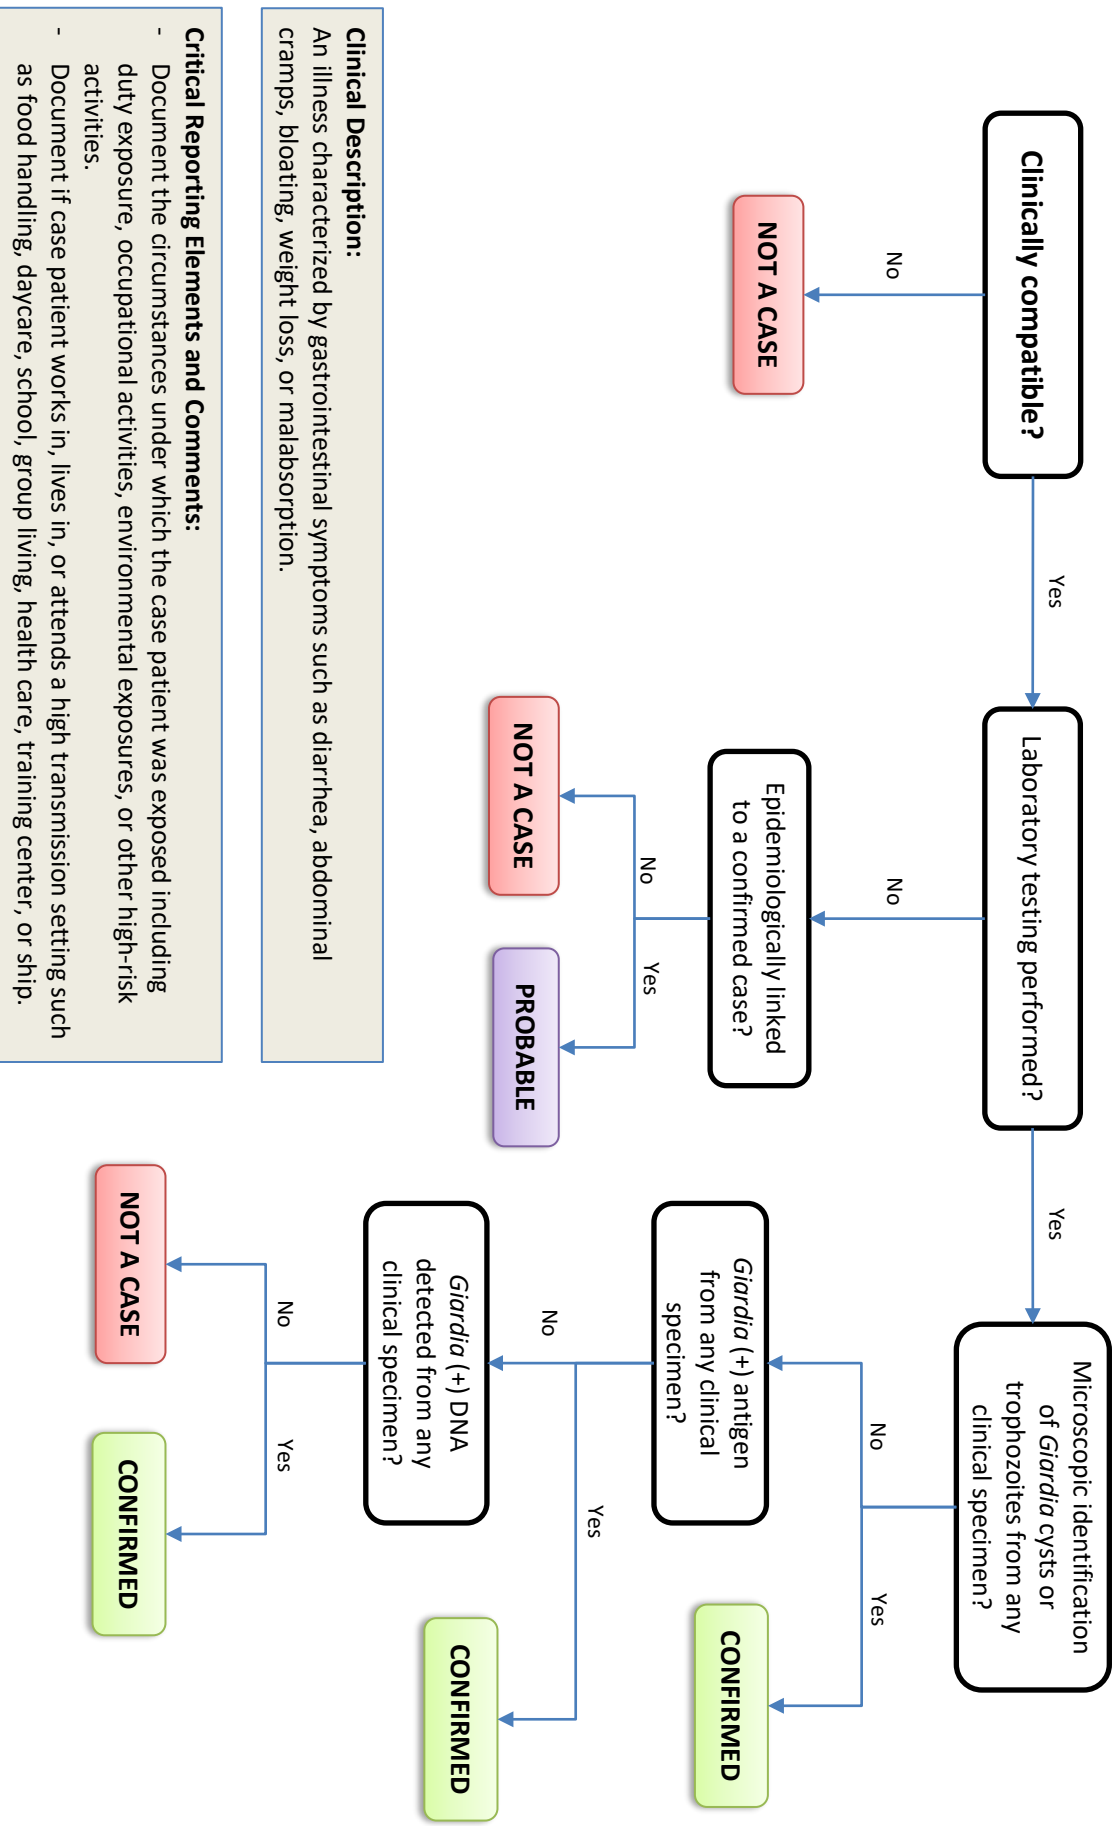 Clinically compatible?
Yes
No
NOT A CASE
Laboratory testing performed?
Yes
No
Epidemiologically linked
to a confirmed case?
No
Yes
NOT A CASE
PROBABLE
Microscopic identification
of Giardia cysts or
trophozoites from any
clinical specimen?
No
Yes
CONFIRMED
Giardia (+) antigen
from any clinical
specimen?
No
Yes
CONFIRMED
Giardia (+) DNA
detected from any
clinical specimen?
No
Yes
NOT A CASE
CONFIRMED
Clinical Description:
An illness characterized by gastrointestinal symptoms such as diarrhea, abdominal
cramps, bloating, weight loss, or malabsorption.
Critical Reporting Elements and Comments:
- Document the circumstances under which the case patient was exposed including
duty exposure, occupational activities, environmental exposures, or other high-risk
activities.
- Document if case patient works in, lives in, or attends a high transmission setting such
as food handling, daycare, school, group living, health care, training center, or ship.